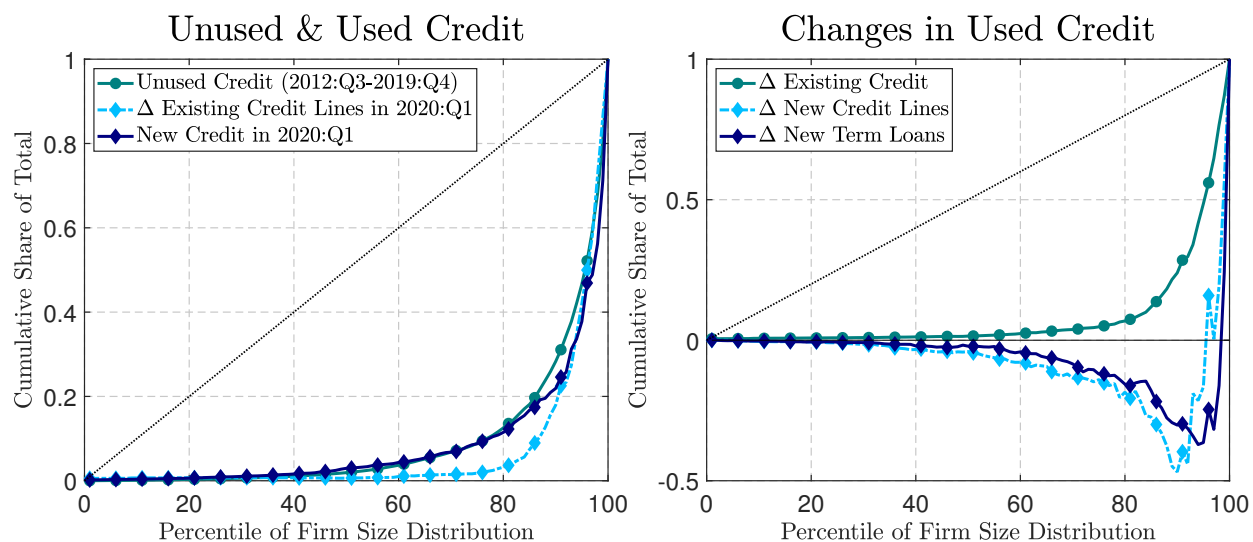 Unused & Used Credit
Cumulative Share of Total
1
0.8
0.6
0.4
0.2
0
Unused Credit (2012:Q3-2019:Q4)
Δ Existing Credit Lines in 2020:Q1
New Credit in 2020:Q1
0 20 40 60 80 100
Percentile of Firm Size Distribution
Changes in Used Credit
Cumulative Share of Total
1
0.5
0
-0.5
Δ Existing Credit
Δ New Credit Lines
Δ New Term Loans
0 20 40 60 80 100
Percentile of Firm Size Distribution